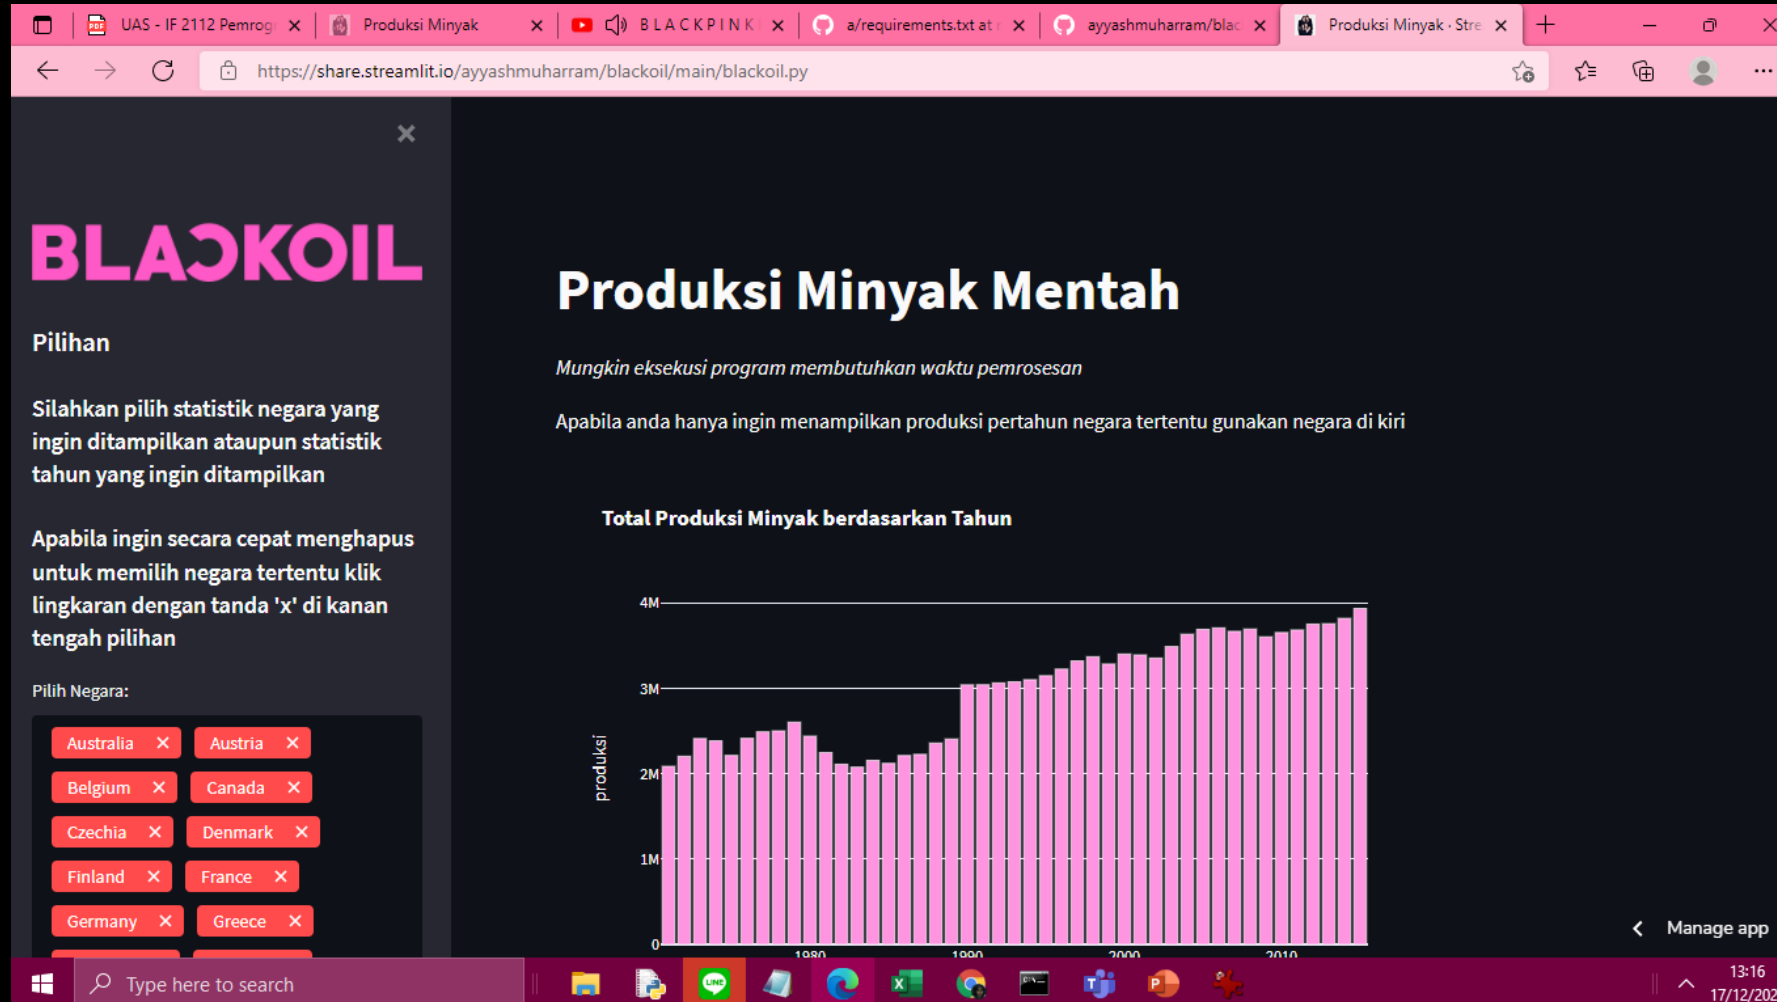 UAS - IF 2112 Pemrog
Produksi Minyak
BLACKPINK
a/requirements.txt at
ayyashmuharram/blac
Produksi Minyak · Stre
https://share.streamlit.io/ayyashmuharram/blackoil/main/blackoil.py
BLACKOIL
Pilihan
Silahkan pilih statistik negara yang
ingin ditampilkan ataupun statistik
tahun yang ingin ditampilkan
Apabila ingin secara cepat menghapus
untuk memilih negara tertentu klik
lingkaran dengan tanda 'x' di kanan
tengah pilihan
Pilih Negara:
Australia
Austria
Belgium
Canada
Czechia
Denmark
Finland
France
Germany
Greece
Produksi Minyak Mentah
Mungkin eksekusi program membutuhkan waktu pemrosesan
Apabila anda hanya ingin menampilkan produksi pertahun negara tertentu gunakan negara di kiri
Total Produksi Minyak berdasarkan Tahun
4M
3M
2M
1M
0
produksi
1980
1990
2000
2010
Manage app
Type here to search
LINE
13:16
17/12/202